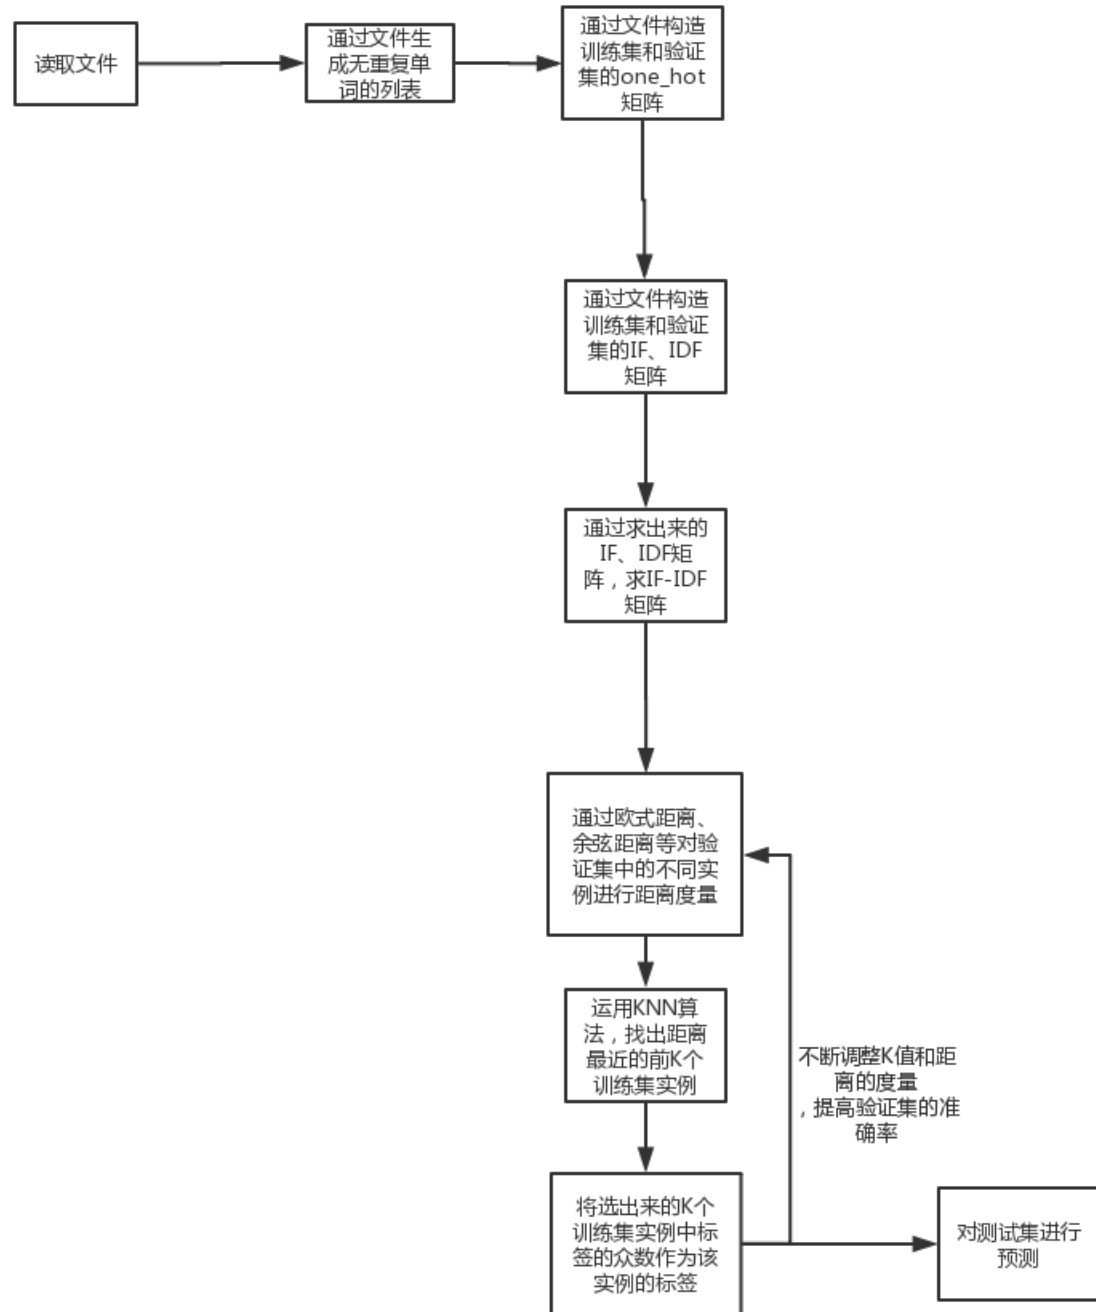 读取文件
通过文件生
成无重复单
词的列表
通过文件构造
训练集和验证
集的one_hot
矩阵
通过文件构造
训练集和验证
集的IF、IDF
矩阵
通过求出来的
IF、IDF矩
阵，求IF-IDF
矩阵
通过欧式距离、
余弦距离等对验
证集中的不同实
例进行距离度量
运用KNN算
法，找出距离
最近的前K个
训练集实例
不断调整K值和距
离的度量
，提高验证集的准
确率
将选出来的K个
训练集实例中标
签的众数作为该
实例的标签
对测试集进行
预测